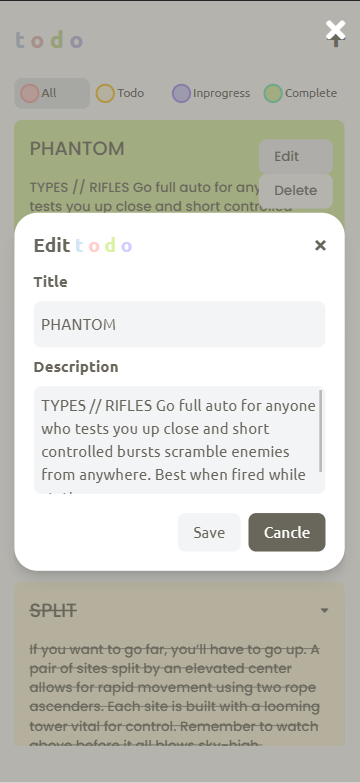 todo
All Todo Inprogress Complete
PHANTOM
Edit
TYPES // RIFLES Go full auto for any
Delete
tests you up close and short controlled
Edit todo
Title
PHANTOM
Description
TYPES // RIFLES Go full auto for anyone
who tests you up close and short
controlled bursts scramble enemies
from anywhere. Best when fired while
Save Cancle
SPLIT
If you want to go far, you'll have to go up. A
pair of sites split by an elevated center
allows for rapid movement using two rope
ascenders. Each site is built with a looming
tower vital for control. Remember to watch
above before it all blows sky-high.